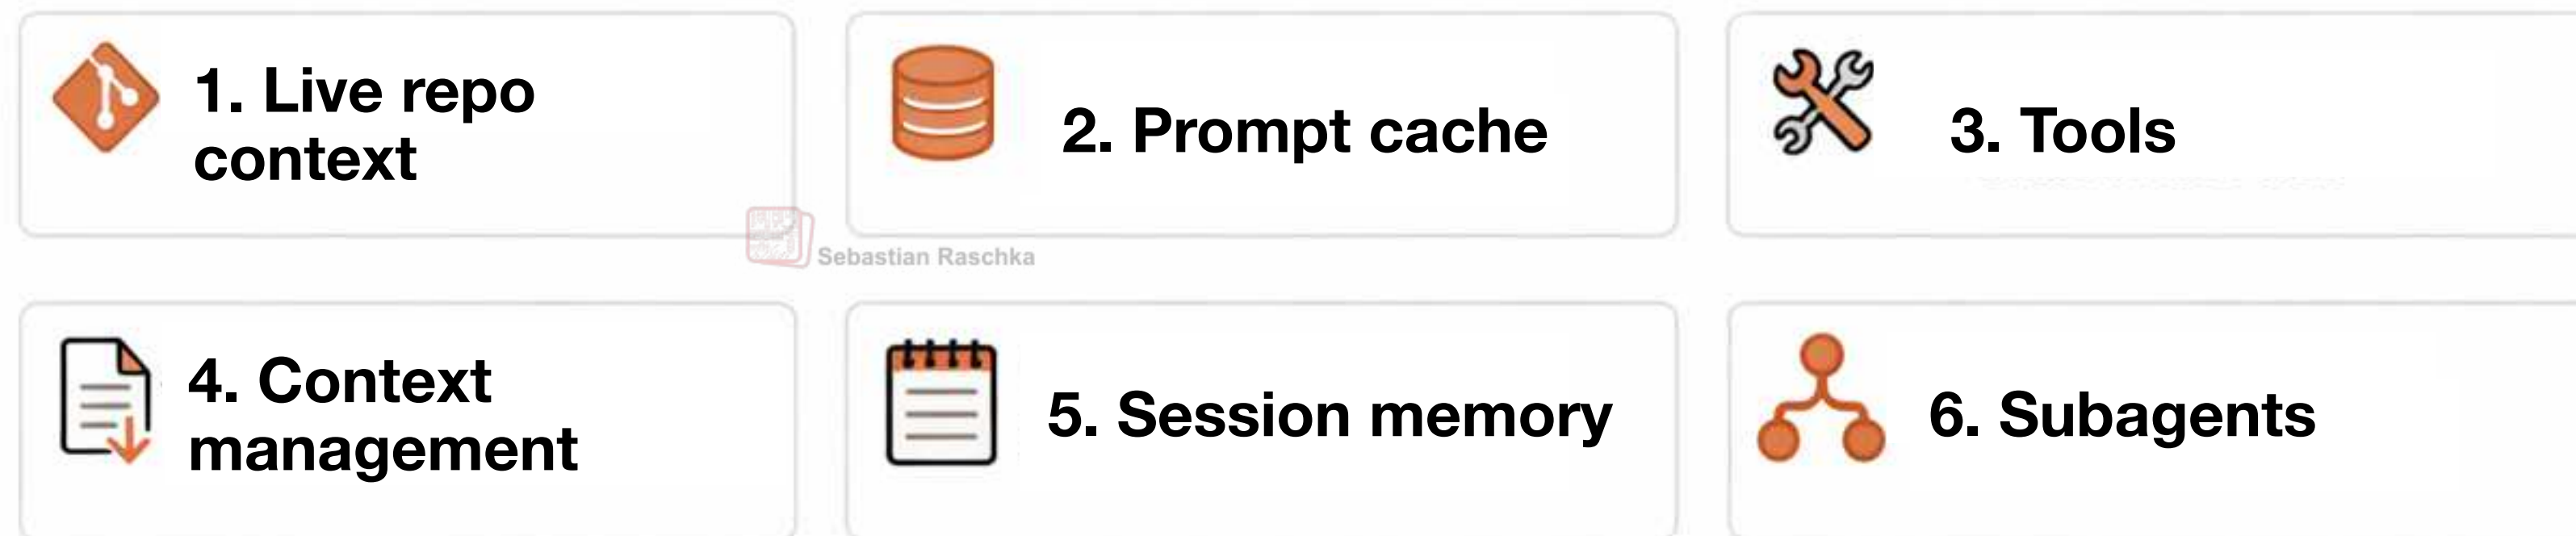 1. Live repo
context
2. Prompt cache
3. Tools
Sebastian Raschka
4. Context
management
5. Session memory
6. Subagents